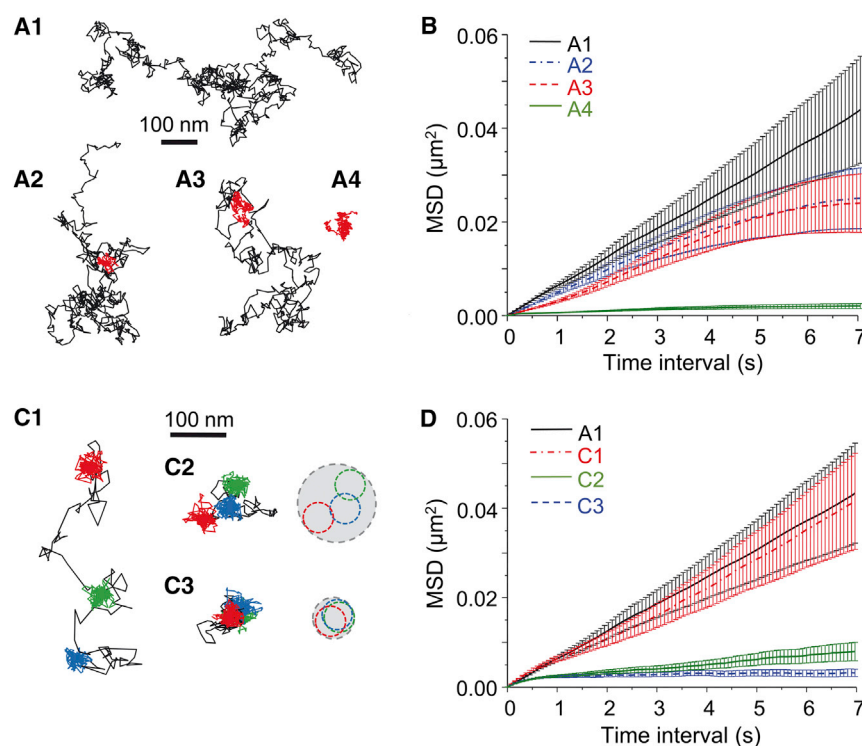 A1
100 nm
A2
A3
A4
B
0.06
0.04
0.02
0.00
MSD (µm²)
A1
A2
A3
A4
0 1 2 3 4 5 6 7
Time interval (s)
C1
100 nm
C2
C3
D
0.06
0.04
0.02
0.00
MSD (µm²)
A1
C1
C2
C3
0 1 2 3 4 5 6 7
Time interval (s)